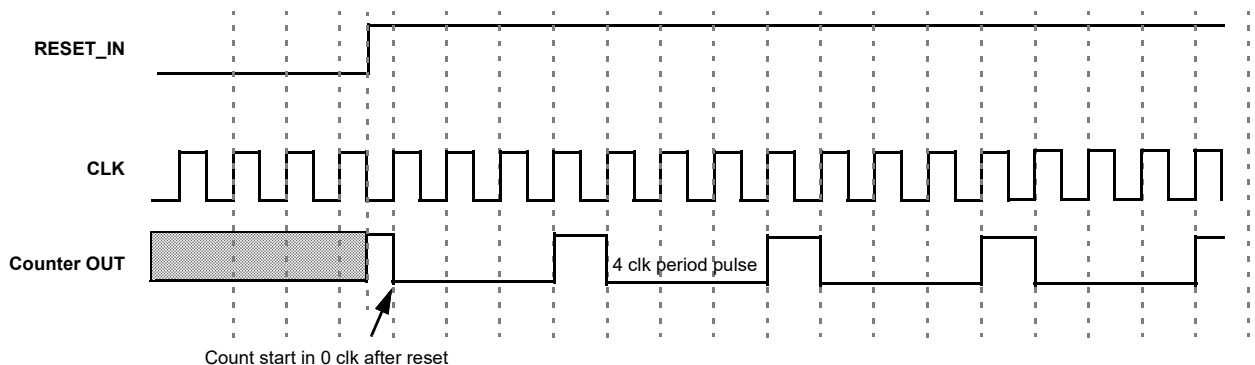 RESET_IN
CLK
Counter OUT
4 clk period pulse
Count start in 0 clk after reset